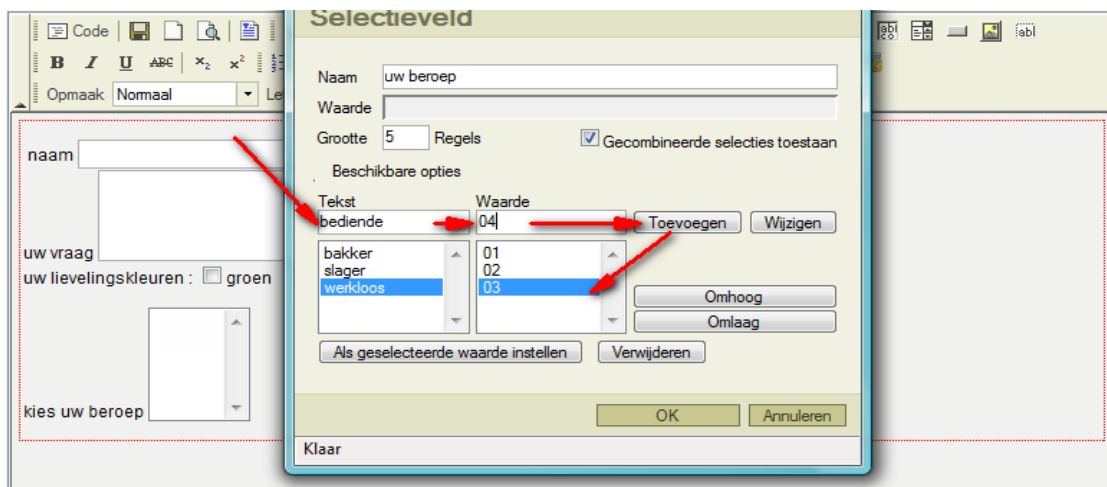 Selectieveld
Code
B I U ABC x₂ x²
Opmaak Normaal Le
Naam uw beroep
Waarde
Grootte 5 Regels Gecombineerde selecties toestaan
Beschikbare opties
Tekst Waarde
bediende 04 Toevoegen Wijzigen
bakker 01
slager 02
werkloos 03
Omhoog
Omlaag
Als geselecteerde waarde instellen Verwijderen
OK Annuleren
Klaar
naam
uw vraag
uw lievelingskleuren : groen
kies uw beroep